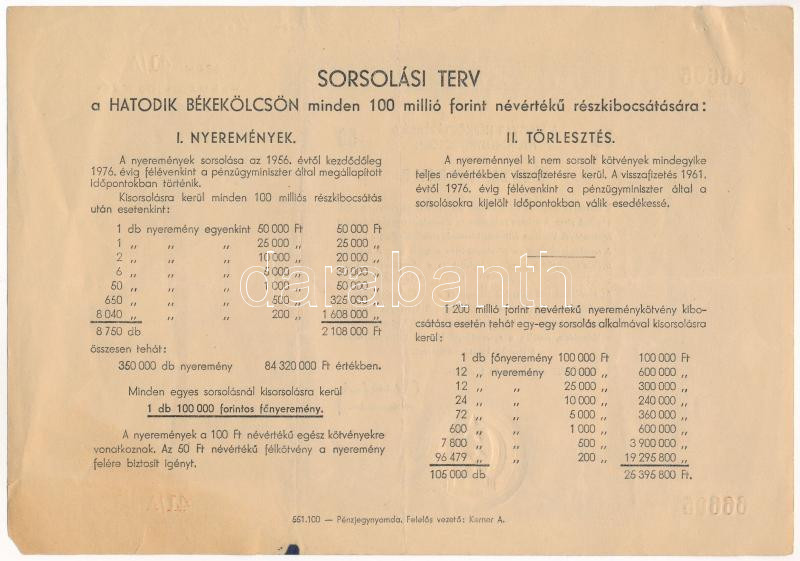 SORSOLÁSI TERV
a HATODIK BÉKEKÖLCSÖN minden 100 millió forint névértékű részkibocsátására:
I. NYEREMÉNYEK.
A nyeremények sorsolása az 1956. évtől kezdődőleg
1976. évig félévenkint a pénzügyminiszter által megállapított
időpontokban történik.
Kisorsolásra kerül minden 100 milliós részkibocsátás
után esetenkint:
1 db nyeremény egyenkint 50 000 Ft 50 000 Ft
1 „ „ „ 25 000 „ 25 000 „
2 „ „ „ 10 000 „ 20 000 „
6 „ „ „ 5 000 „ 30 000 „
50 „ „ „ 1 000 „ 50 000 „
650 „ „ „ 500 „ 325 000 „
8 040 „ „ „ 200 „ 1 608 000 „
8 750 db 2 108 000 Ft
összesen tehát:
350 000 db nyeremény 84 320 000 Ft értékben.
Minden egyes sorsolásnál kisorsolásra kerül
1 db 100 000 forintos főnyeremény.
A nyeremények a 100 Ft névértékű egész kötvényekre
vonatkoznak. Az 50 Ft névértékű félkötvény a nyeremény
felére biztosít igényt.
II. TÖRLESZTÉS.
A nyereménnyel ki nem sorsolt kötvények mindegyike
teljes névértékben visszafizetésre kerül. A visszafizetés 1961.
évtől 1976. évig félévenkint a pénzügyminiszter által a
sorsolásokra kijelölt időpontokban válik esedékessé.
1 200 millió forint névértékű nyereménykötvény kibo-
csátása esetén tehát egy-egy sorsolás alkalmával kisorsolásra
kerül:
1 db főnyeremény 100 000 Ft 100 000 Ft
12 „ nyeremény 50 000 „ 600 000 „
12 „ „ 25 000 „ 300 000 „
24 „ „ 10 000 „ 240 000 „
72 „ „ 5 000 „ 360 000 „
600 „ „ 1 000 „ 600 000 „
7 800 „ „ 500 „ 3 900 000 „
96 479 „ „ 200 „ 19 295 800 „
105 000 db 25 395 800 Ft.
551.100 — Pénzjegynyomda. Felelős vezető: Karner A.
darabanth